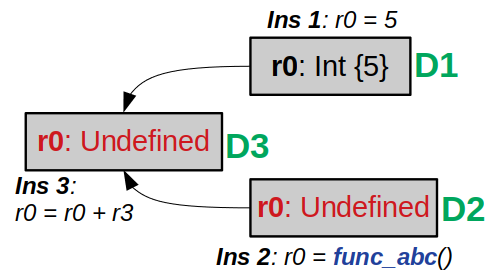 Ins 1: r0 = 5
r0: Int {5} D1
r0: Undefined D3
Ins 3:
r0 = r0 + r3
r0: Undefined D2
Ins 2: r0 = func_abc()